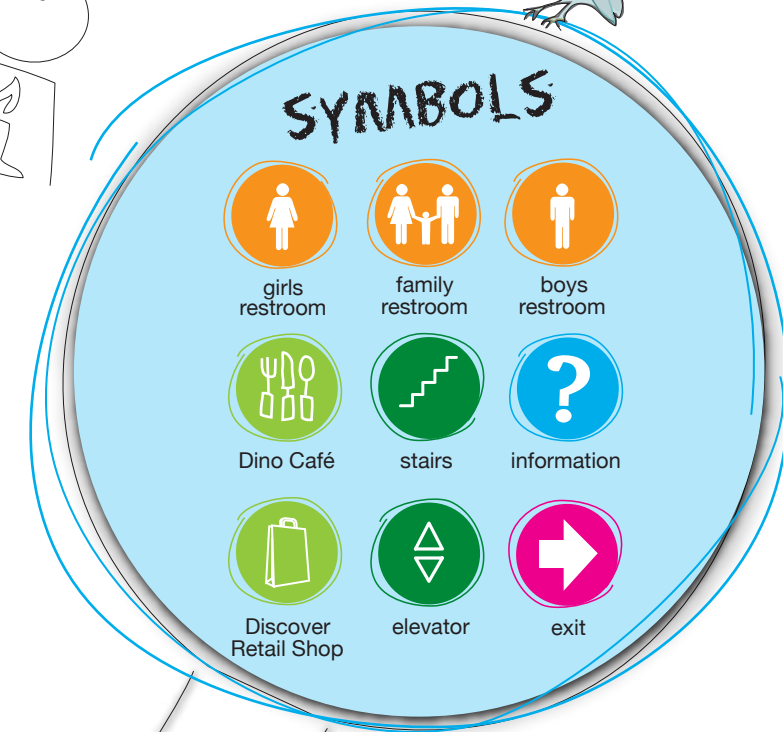 SYMBOLS
girls
restroom
family
restroom
boys
restroom
?
Dino Café
stairs
information
Discover
Retail Shop
elevator
exit